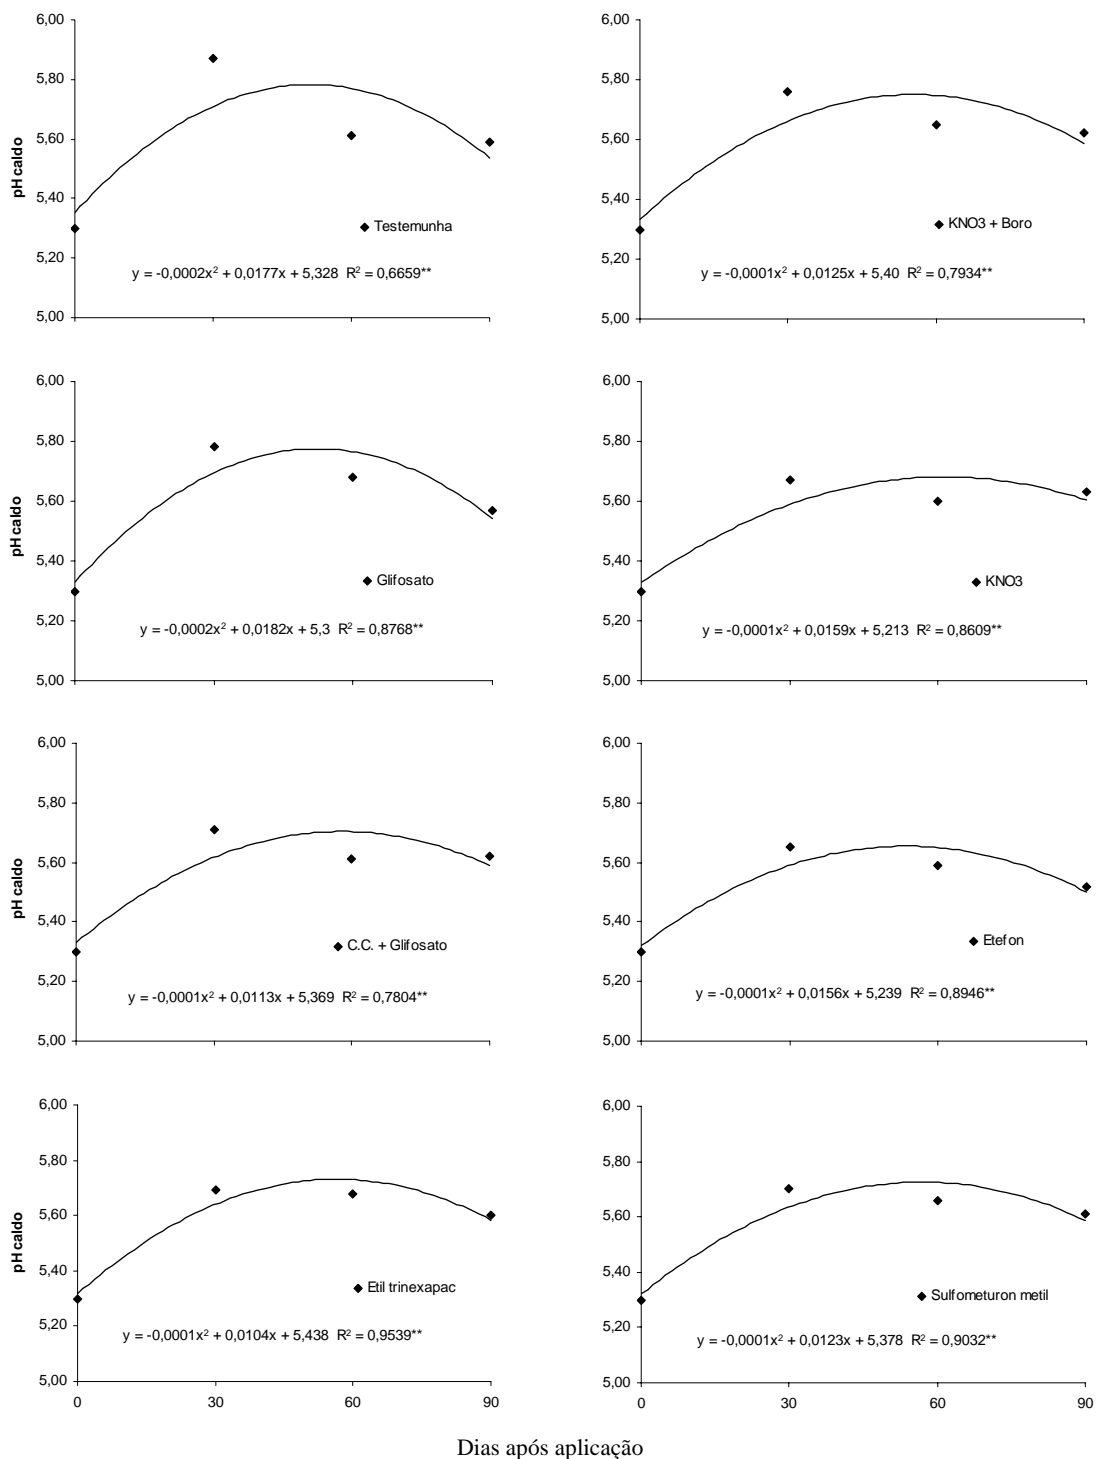 6,00
5,80
5,60
5,40
5,20
5,00
pH caldo
◆ Testemunha
y = -0,0002x² + 0,0177x + 5,328 R² = 0,6659**
6,00
5,80
5,60
5,40
5,20
5,00
◆ KNO3 + Boro
y = -0,0001x² + 0,0125x + 5,40 R² = 0,7934**
6,00
5,80
5,60
5,40
5,20
5,00
pH caldo
◆ Glifosato
y = -0,0002x² + 0,0182x + 5,3 R² = 0,8768**
6,00
5,80
5,60
5,40
5,20
5,00
◆ KNO3
y = -0,0001x² + 0,0159x + 5,213 R² = 0,8609**
6,00
5,80
5,60
5,40
5,20
5,00
pH caldo
◆ C.C. + Glifosato
y = -0,0001x² + 0,0113x + 5,369 R² = 0,7804**
6,00
5,80
5,60
5,40
5,20
5,00
◆ Etefon
y = -0,0001x² + 0,0156x + 5,239 R² = 0,8946**
6,00
5,80
5,60
5,40
5,20
5,00
pH caldo
◆ Etil trinexapac
y = -0,0001x² + 0,0104x + 5,438 R² = 0,9539**
0 30 60 90
6,00
5,80
5,60
5,40
5,20
5,00
◆ Sulfometuron metil
y = -0,0001x² + 0,0123x + 5,378 R² = 0,9032**
0 30 60 90
Dias após aplicação